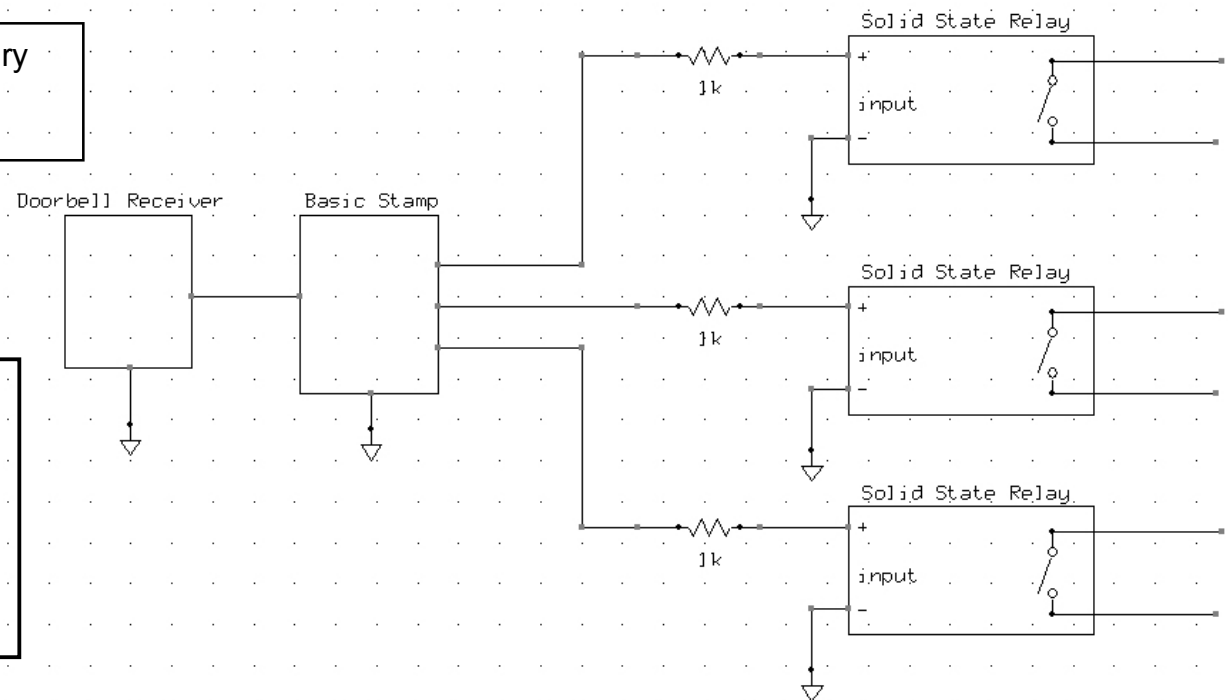 ry
Solid State Relay
+
1k
input
-
Doorbell Receiver
Basic Stamp
Solid State Relay
+
1k
input
-
Solid State Relay
+
1k
input
-